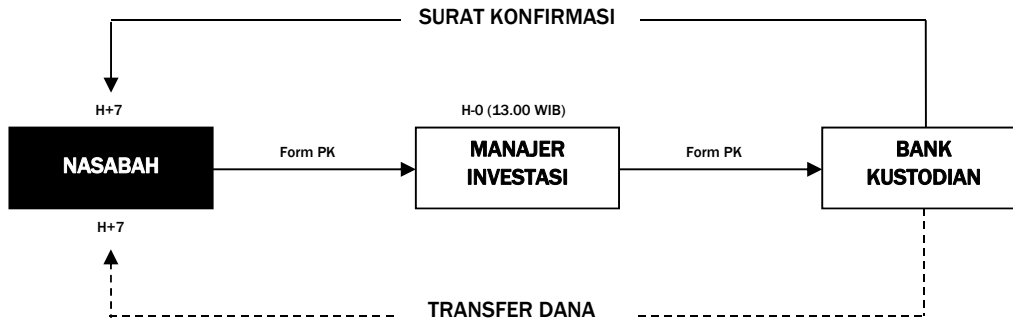 SURAT KONFIRMASI
H+7
H-0 (13.00 WIB)
NASABAH
Form PK
MANAJER
INVESTASI
Form PK
BANK
KUSTODIAN
H+7
TRANSFER DANA